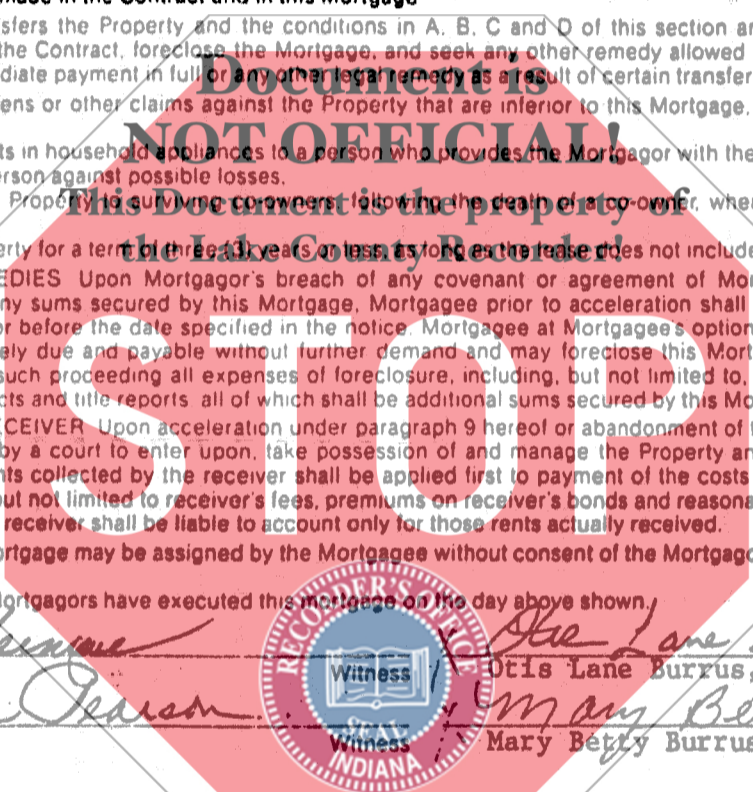 sfers the Property and the conditions in A. B. C and D of this section a
the Contract, foreclose the Mortgage, and seek any other remedy allowed
diate payment in full or any other legal remedy as a result of certain transfer
Document is
ens or other claims against the Property that are inferior to this Mortgage,
NOT OFFICIAL!
ts in household appliances to a person who provides the Mortgagor with the
erson against possible losses.
Property to surviving co-owners, following the death of a co-owner, whe
This Document is the property of
erty for a term of three (3) years or less, as long as the lease does not include
the Lake County Recorder!
EDIES Upon Mortgagor's breach of any covenant or agreement of Mo
ny sums secured by this Mortgage, Mortgagee prior to acceleration shall
or before the date specified in the notice, Mortgagee at Mortgagee's option
ely due and payable without further demand and may foreclose this Mort
such proceeding all expenses of foreclosure, including, but not limited to,
cts and title reports all of which shall be additional sums secured by this Mo
STOP
CEIVER Upon acceleration under paragraph 9 hereof or abandonment of
by a court to enter upon, take possession of and manage the Property an
nts collected by the receiver shall be applied first to payment of the costs
but not limited to receiver's fees, premiums on receiver's bonds and reasona
receiver shall be liable to account only for those rents actually received.
ortgage may be assigned by the Mortgagee without consent of the Mortgago
ortgagors have executed this mortgage on the day above shown.
RECORDER'S OFFICE
Otis Lane
Witness Otis Lane Burrus,
Pearson Mary Be
SEAL
Witness Mary Betty Burrus
INDIANA